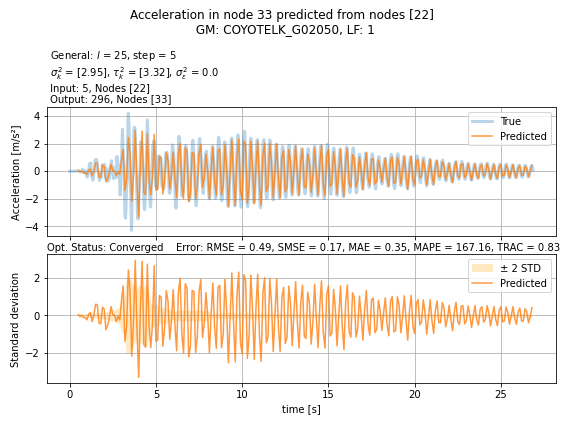 Acceleration in node 33 predicted from nodes [22]
GM: COYOTELK_G02050, LF: 1
General: l = 25, step = 5
σ²ₖ = [2.95], τ²ₖ = [3.32], σ²ε = 0.0
Input: 5, Nodes [22]
Output: 296, Nodes [33]
Acceleration [m/s²]
4
2
0
−2
−4
True
Predicted
Opt. Status: Converged Error: RMSE = 0.49, SMSE = 0.17, MAE = 0.35, MAPE = 167.16, TRAC = 0.83
Standard deviation
2
0
−2
± 2 STD
Predicted
0 5 10 15 20 25
time [s]